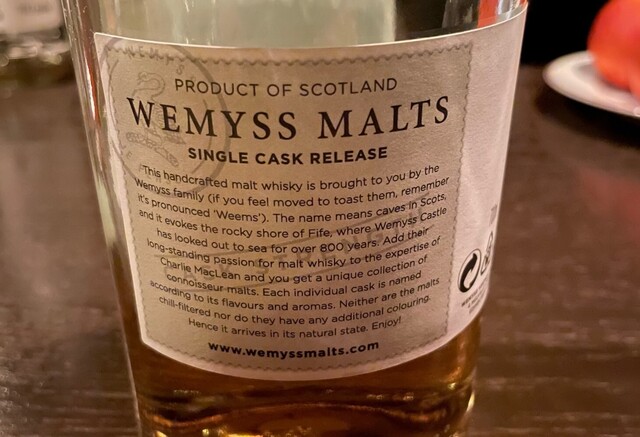 PRODUCT OF SCOTLAND
WEMYSS MALTS
SINGLE CASK RELEASE
This handcrafted malt whisky is brought to you by the
Wemyss family (if you feel moved to toast them, remember
it's pronounced 'Weems'). The name means caves in Scots,
and it evokes the rocky shore of Fife, where Wemyss Castle
has looked out to sea for over 800 years. Add their
long-standing passion for malt whisky to the expertise of
Charlie MacLean and you get a unique collection of
connoisseur malts. Each individual cask is named
according to its flavours and aromas. Neither are the malts
chill-filtered nor do they have any additional colouring.
Hence it arrives in its natural state. Enjoy!
www.wemyssmalts.com